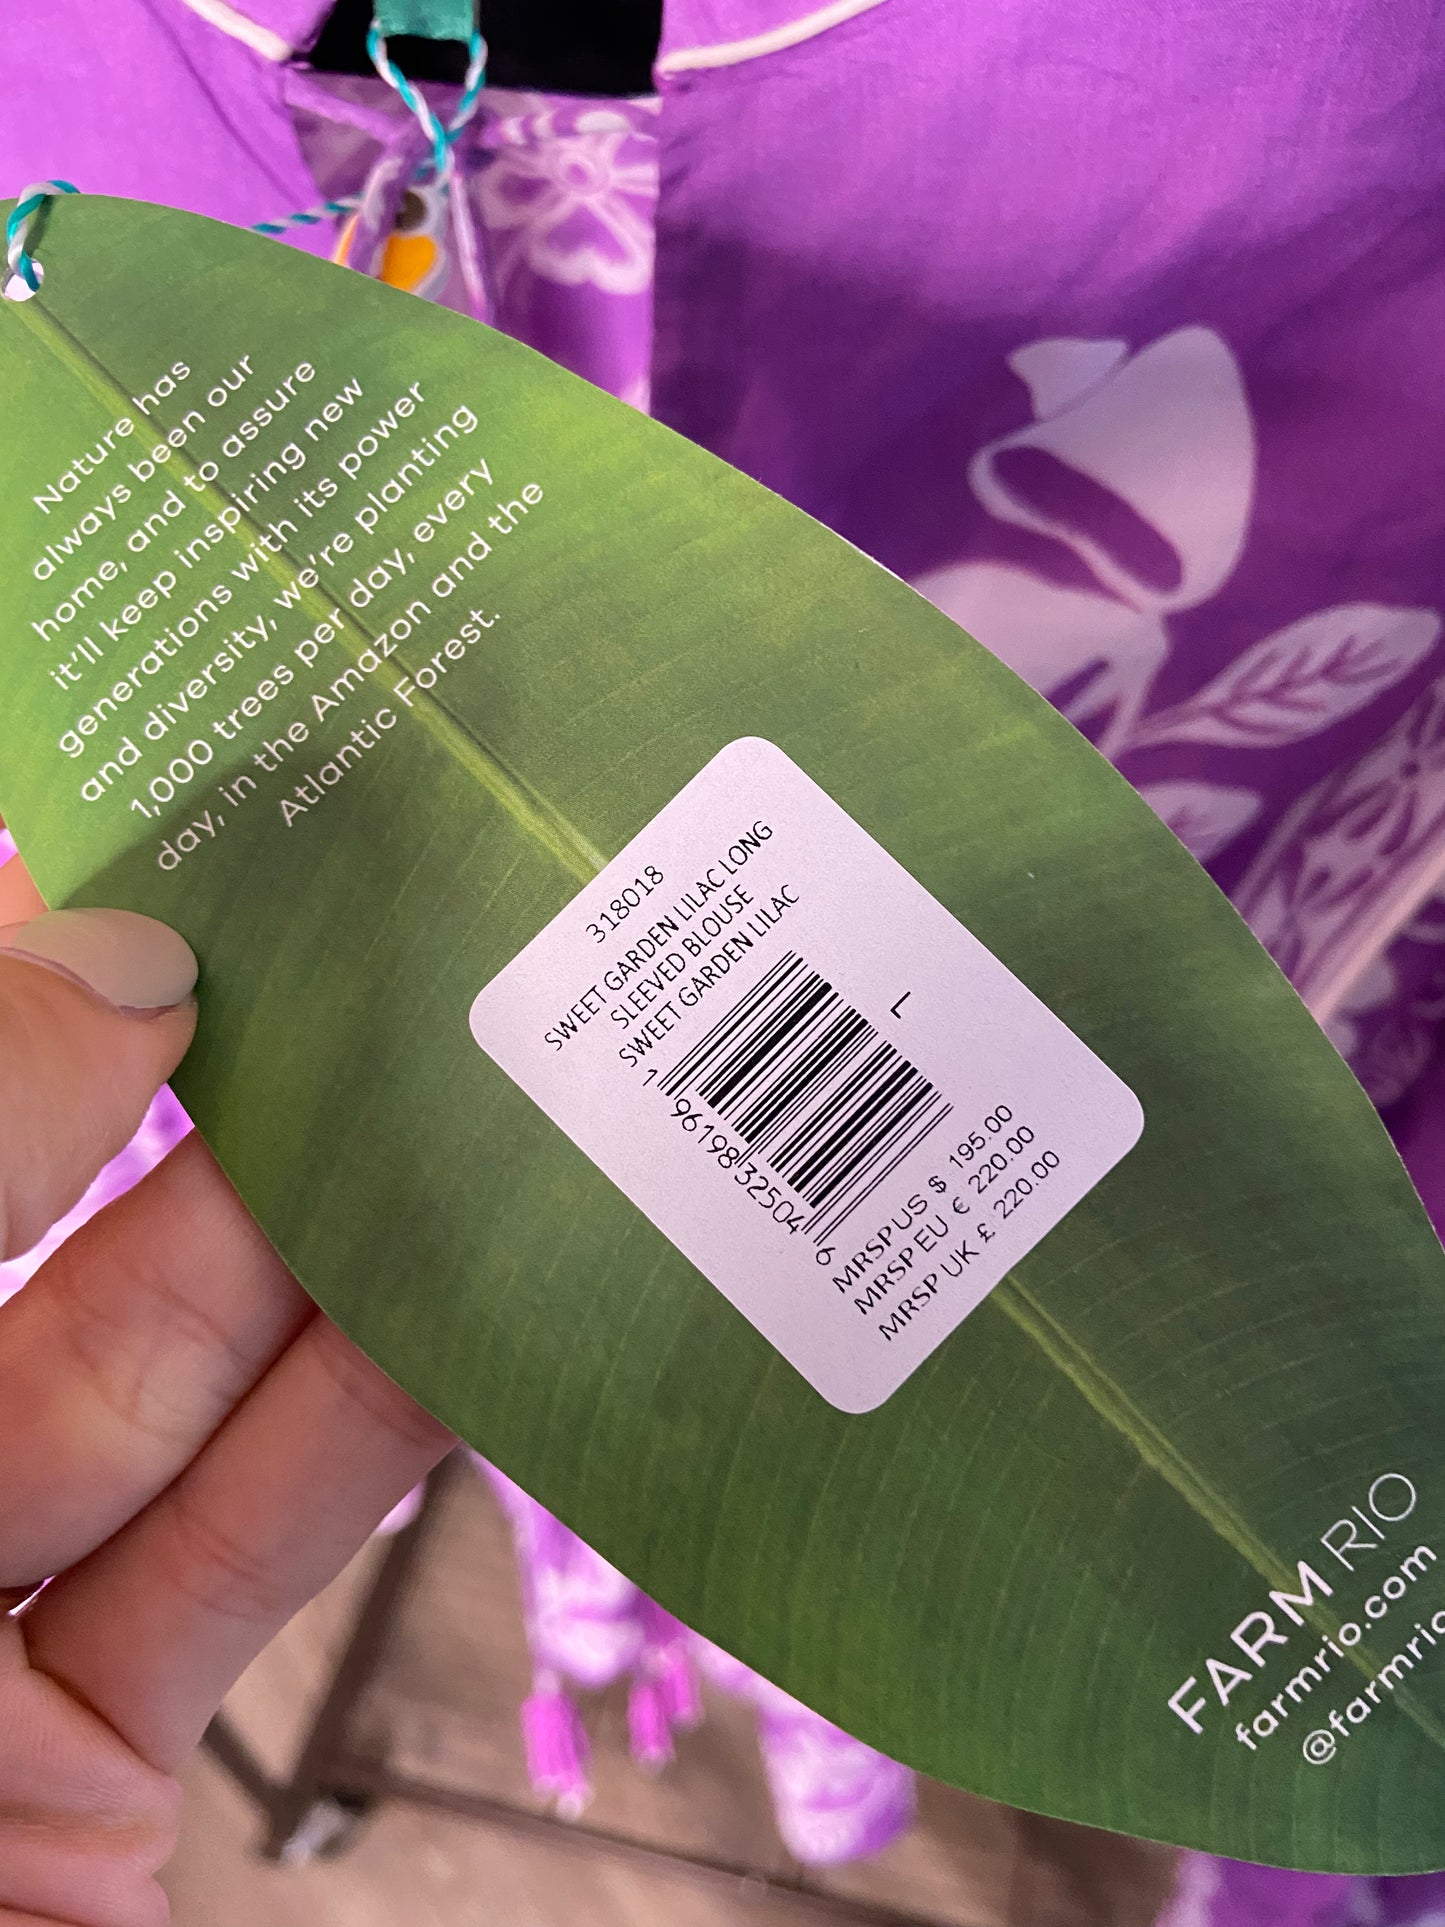 Nature has
always been our
home, and to assure
it'll keep inspiring new
generations with its power
and diversity, we're planting
1,000 trees per day, every
day, in the Amazon and the
Atlantic Forest.
318018
SWEET GARDEN LILAC LONG
SLEEVED BLOUSE
SWEET GARDEN LILAC
L
1 96198 32504 6
MRSP US $ 195.00
MRSP EU € 220.00
MRSP UK £ 220.00
FARM RIO
farmrio.com
@farmrio